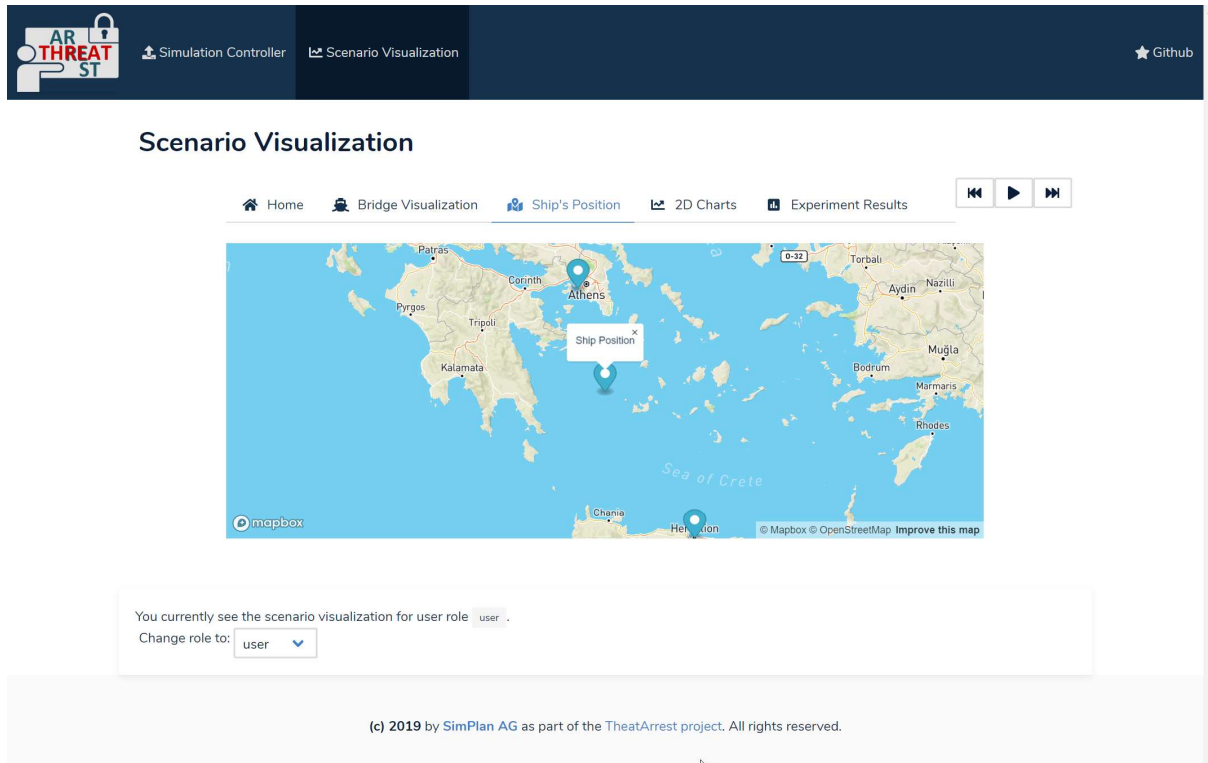 AR
THREAT
ST
Simulation Controller
Scenario Visualization
Github
Scenario Visualization
Home
Bridge Visualization
Ship's Position
2D Charts
Experiment Results
Patras
Corinth
Athens
0-32
Torbalı
Aydın
Nazilli
Pyrgos
Tripoli
Ship Position
×
Kalamata
Muğla
Bodrum
Marmaris
Rhodes
Sea of Crete
Chania
mapbox
© Mapbox © OpenStreetMap Improve this map
You currently see the scenario visualization for user role user .
Change role to: user
(c) 2019 by SimPlan AG as part of the TheatArrest project. All rights reserved.